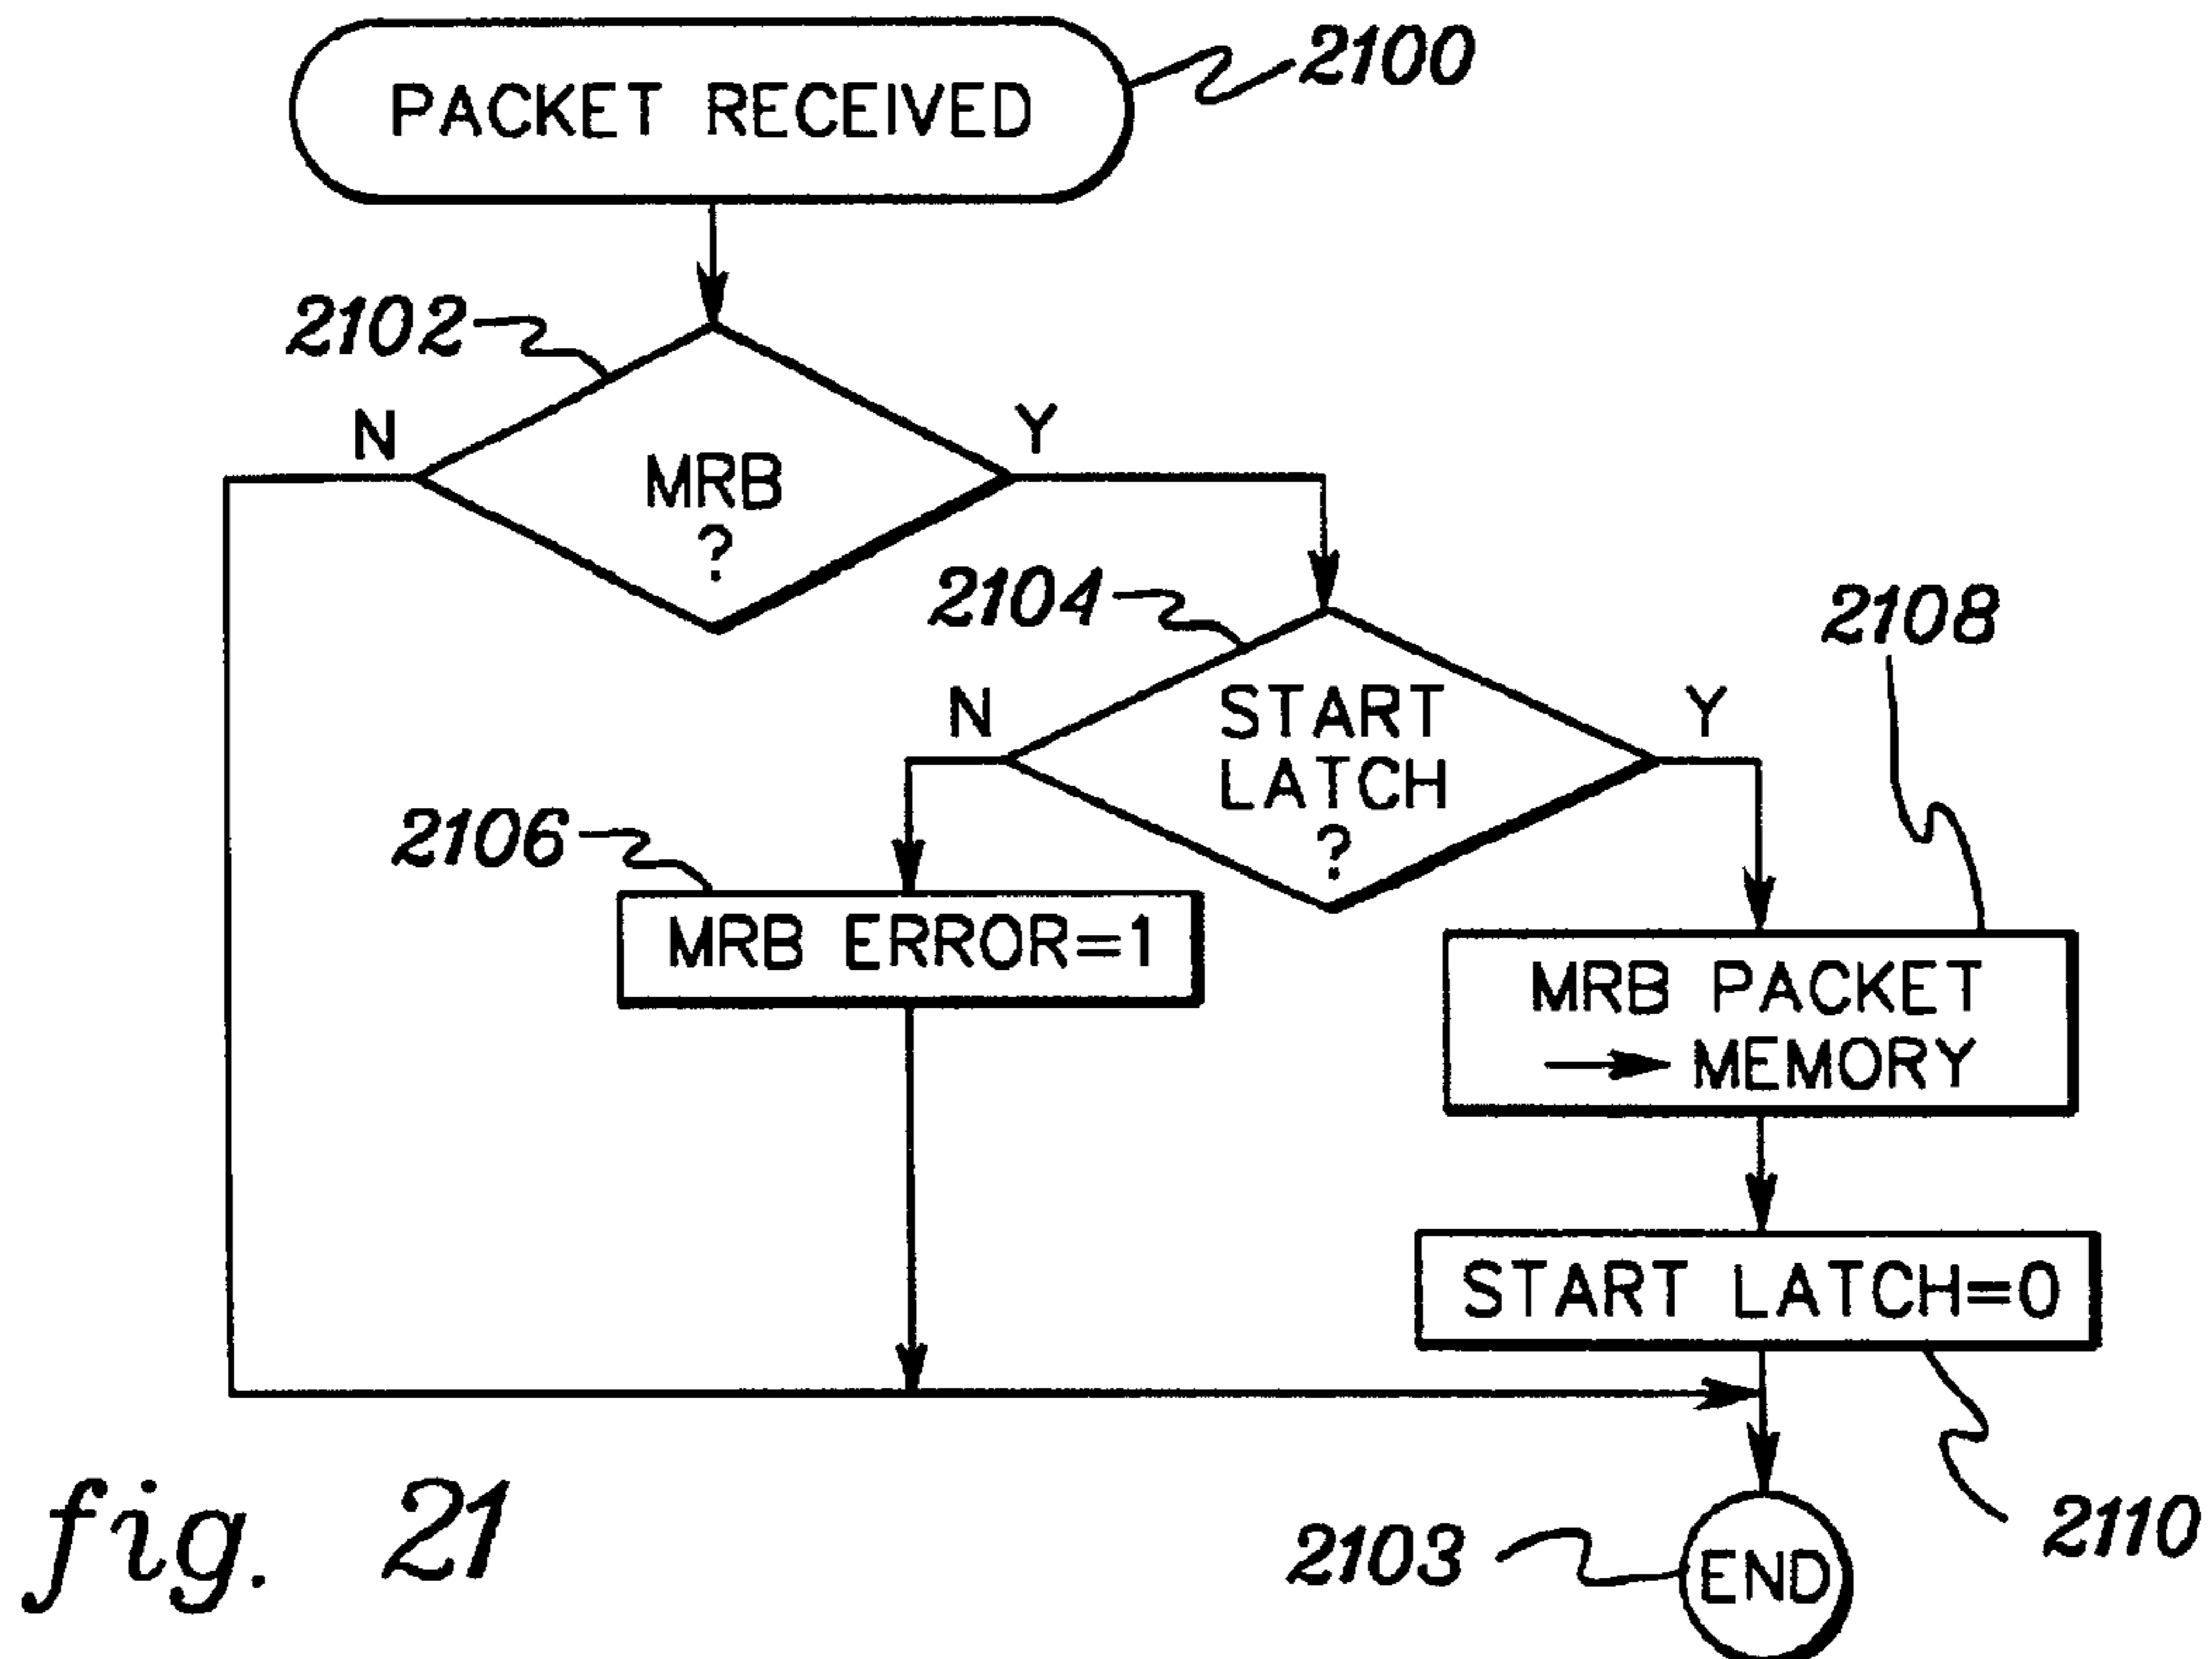 PACKET RECEIVED
2100
2102
N
Y
MRB
?
2104
2108
N
START
Y
LATCH
?
2106
MRB ERROR=1
MRB PACKET
→ MEMORY
START LATCH=0
fig. 21
2103
END
2110